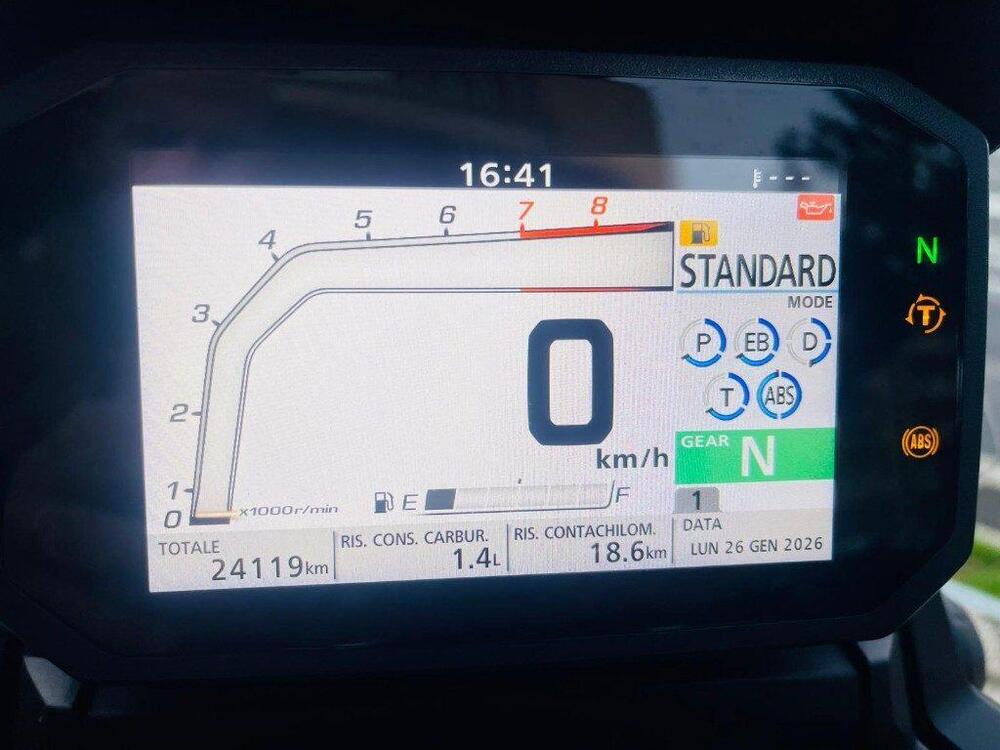 16:41
---
5 6 7 8
4
3
2
1
0
x1000r/min
0
km/h
E F
STANDARD
MODE
P EB D
T ABS
GEAR N
1
TOTALE
24119km
RIS. CONS. CARBUR.
1.4L
RIS. CONTACHILOM.
18.6km
DATA
LUN 26 GEN 2026
N
T
ABS